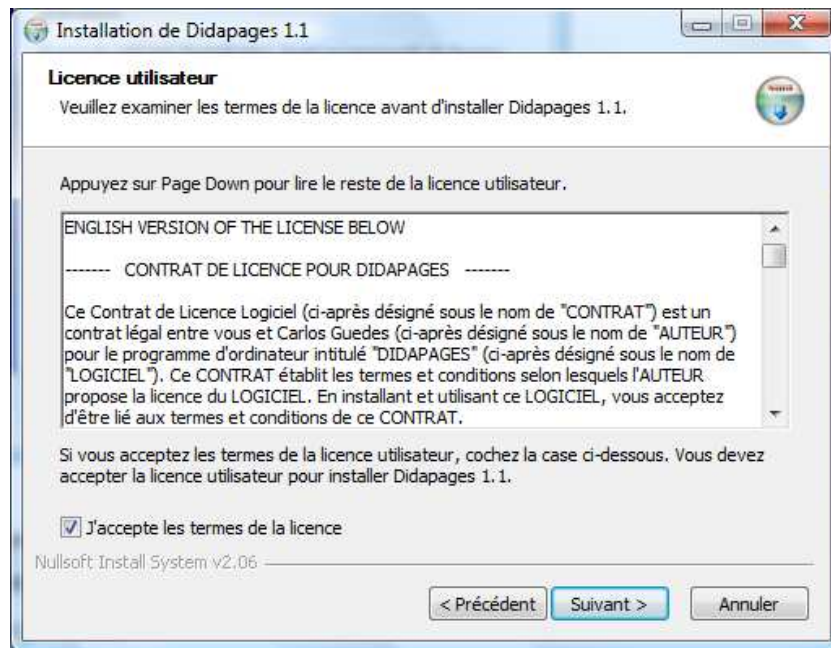 Installation de Didapages 1.1
Licence utilisateur
Veuillez examiner les termes de la licence avant d'installer Didapages 1.1.
Appuyez sur Page Down pour lire le reste de la licence utilisateur.
ENGLISH VERSION OF THE LICENSE BELOW
------- CONTRAT DE LICENCE POUR DIDAPAGES -------
Ce Contrat de Licence Logiciel (ci-après désigné sous le nom de "CONTRAT") est un
contrat légal entre vous et Carlos Guedes (ci-après désigné sous le nom de "AUTEUR")
pour le programme d'ordinateur intitulé "DIDAPAGES" (ci-après désigné sous le nom de
"LOGICIEL"). Ce CONTRAT établit les termes et conditions selon lesquels l'AUTEUR
propose la licence du LOGICIEL. En installant et utilisant ce LOGICIEL, vous acceptez
d'être lié aux termes et conditions de ce CONTRAT.
Si vous acceptez les termes de la licence utilisateur, cochez la case ci-dessous. Vous devez
accepter la licence utilisateur pour installer Didapages 1.1.
J'accepte les termes de la licence
Nullsoft Install System v2.06
< Précédent Suivant > Annuler